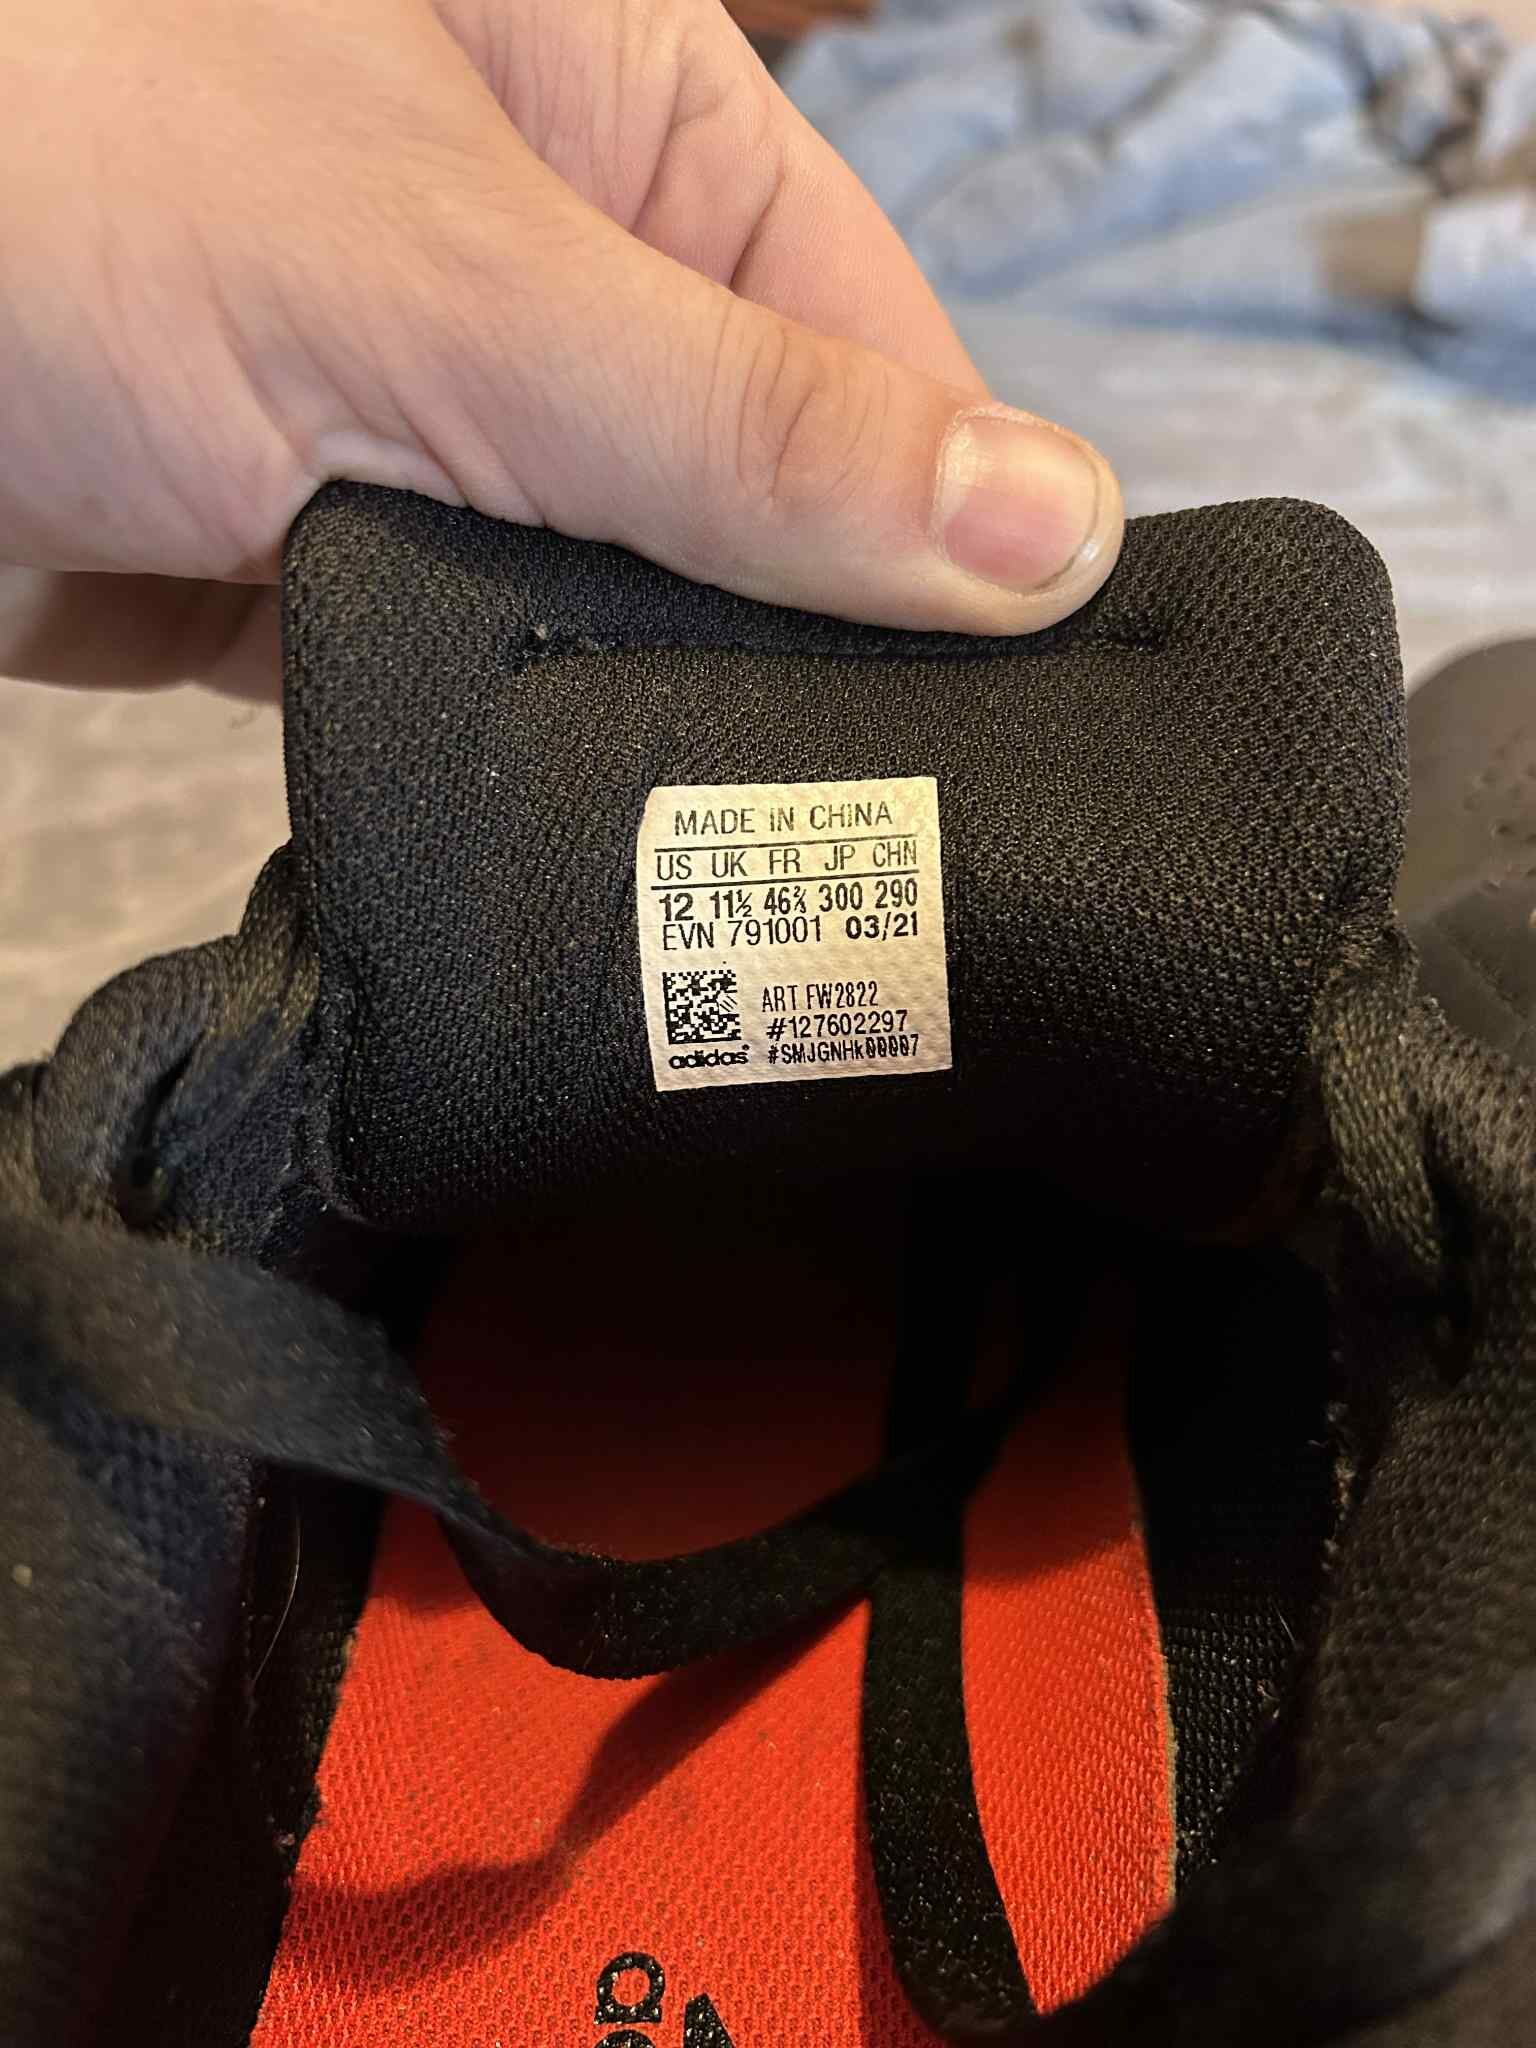 MADE IN CHINA
US UK FR JP CHN
12 11½ 46⅔ 300 290
EVN 791001 03/21
ART FW2822
#127602297
adidas® #SMJGNHk00007